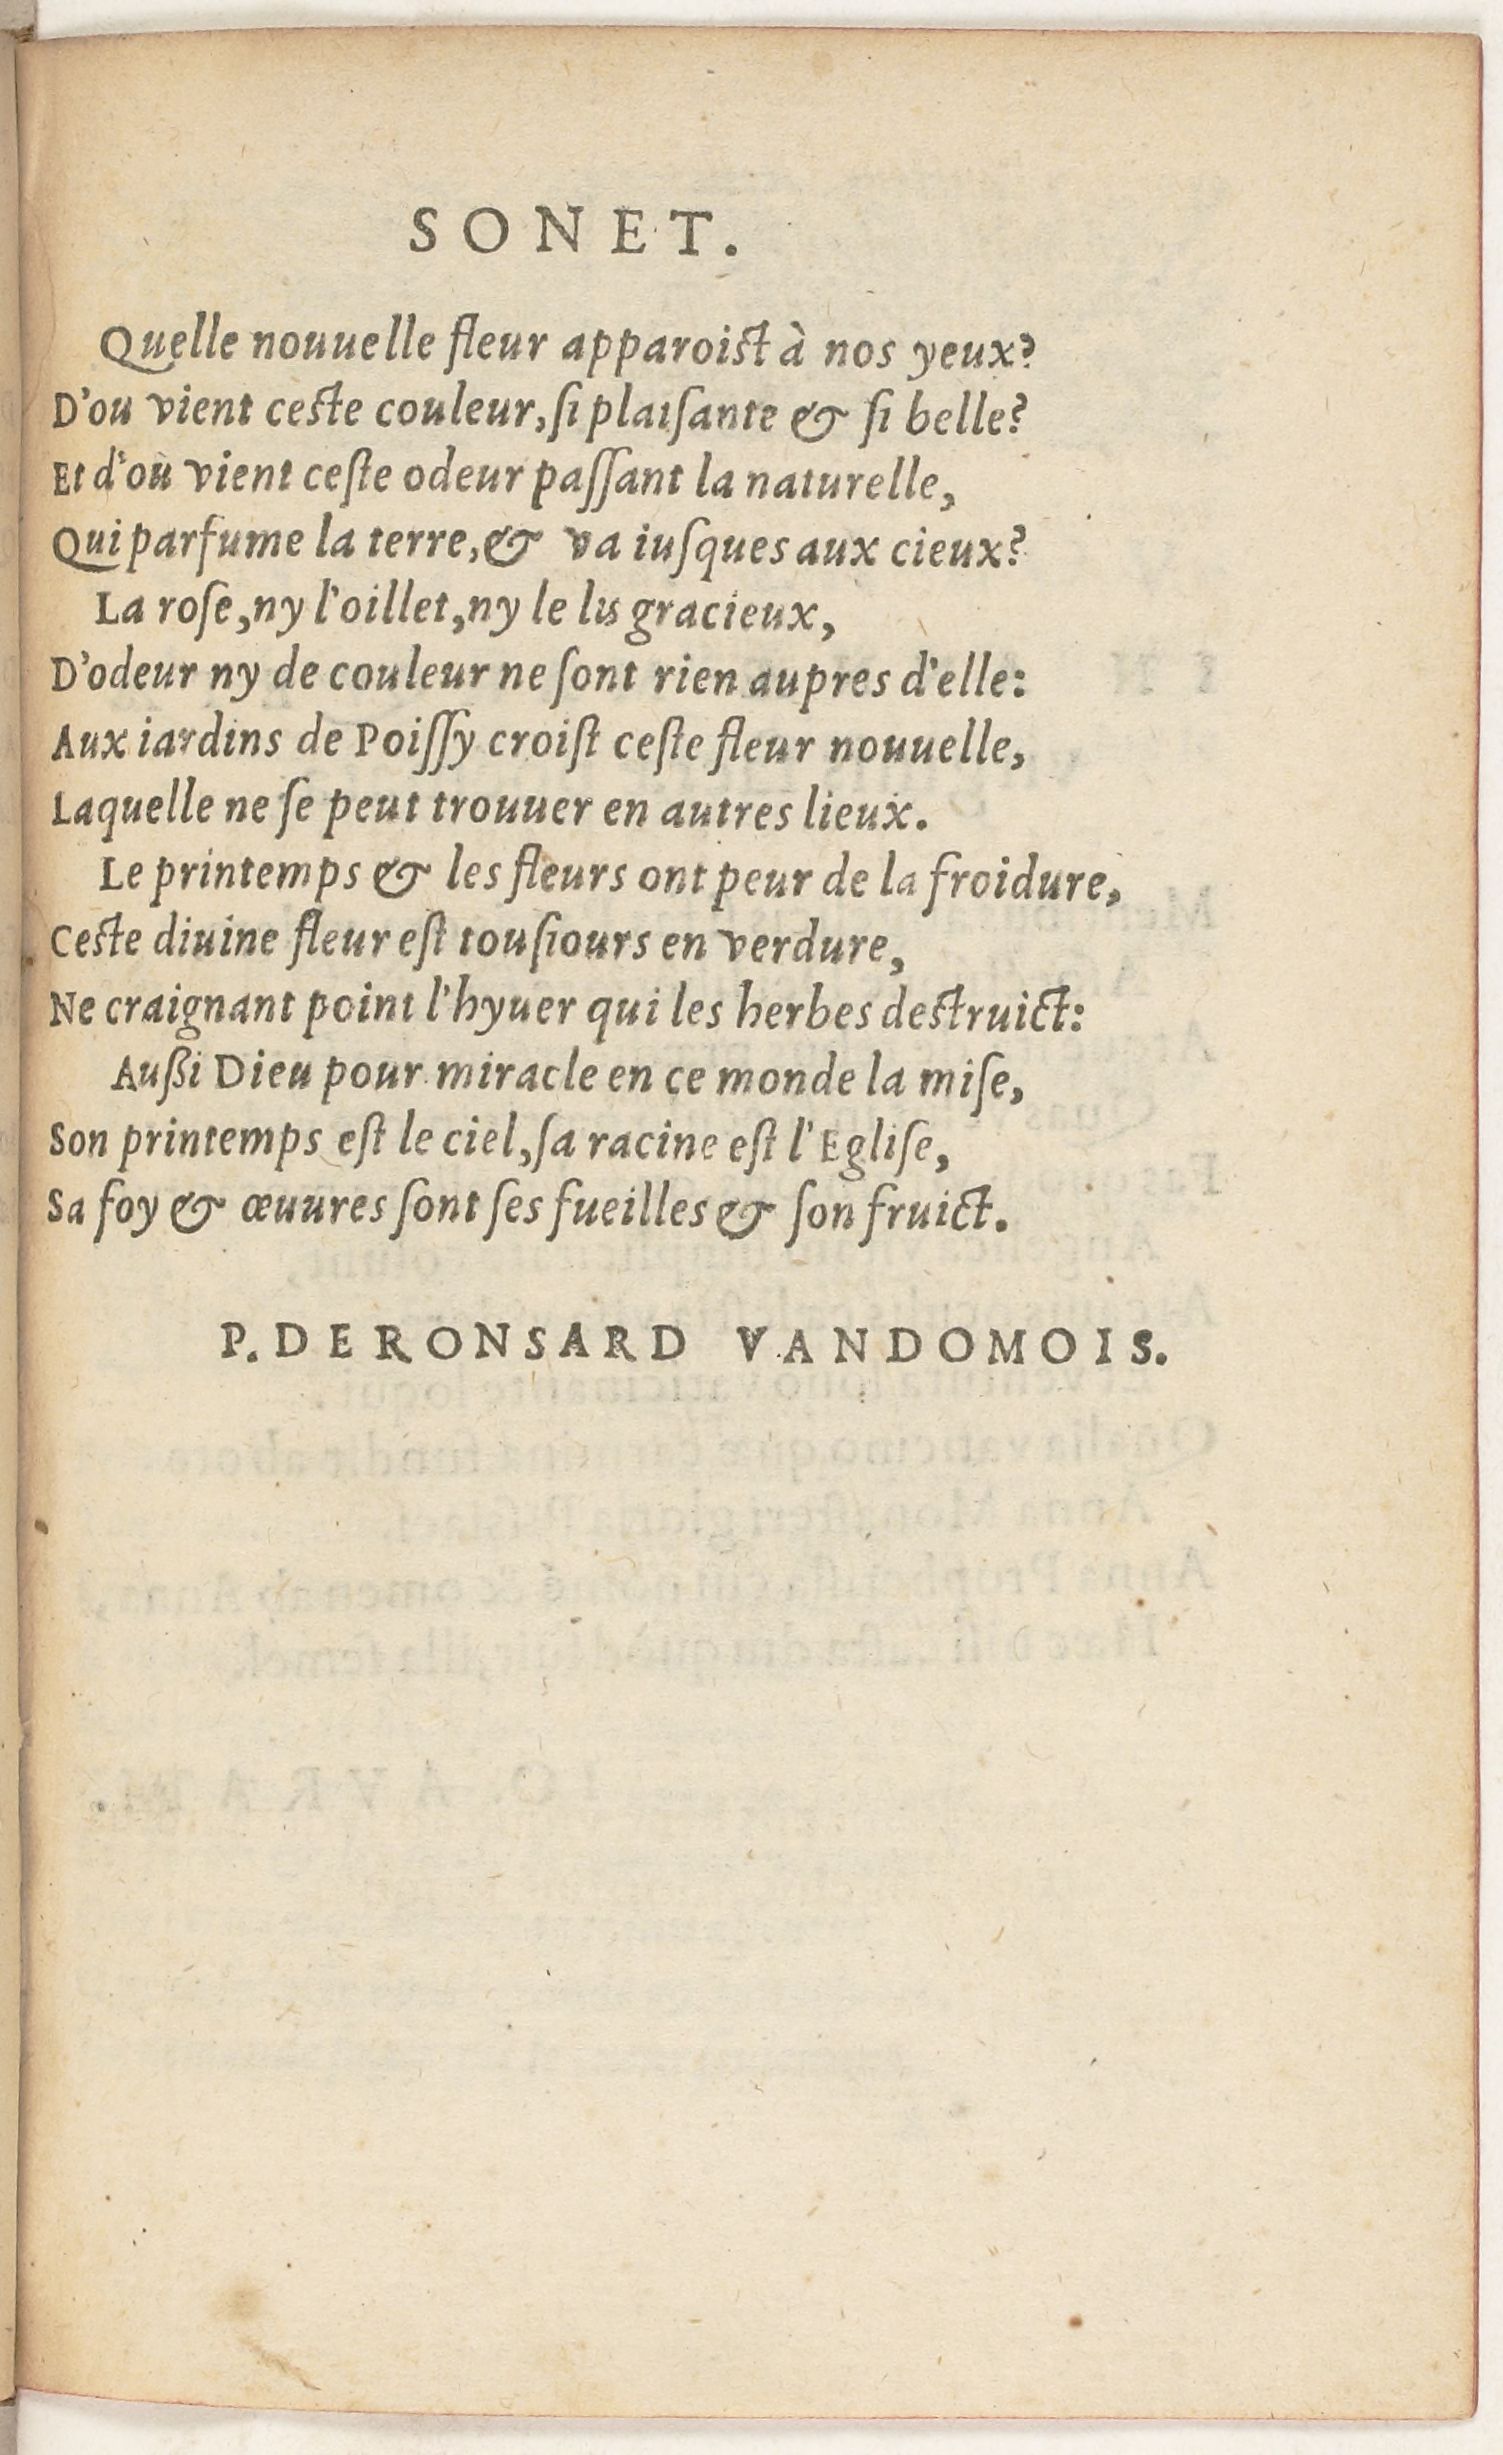 SONET.
Quelle nouuelle fleur apparoist à nos yeux?
D'ou vient ceste couleur, ſi plaiſante & ſi belle?
Et d'où vient ceſte odeur paſſant la naturelle,
Qui parfume la terre, & va iuſques aux cieux?
La roſe, ny l'oillet, ny le lis gracieux,
D'odeur ny de couleur ne ſont rien aupres d'elle:
Aux iardins de Poiſſy croiſt ceſte fleur nouuelle,
Laquelle ne ſe peut trouuer en autres lieux.
Le printemps & les fleurs ont peur de la froidure,
Ceste diuine fleur eſt touſiours en verdure,
Ne craignant point l'hyuer qui les herbes destruict:
Außi Dieu pour miracle en ce monde la miſe,
Son printemps eſt le ciel, ſa racine eſt l'Egliſe,
Sa foy & œuures ſont ſes fueilles & ſon fruict.
P. DE RONSARD VANDOMOIS.